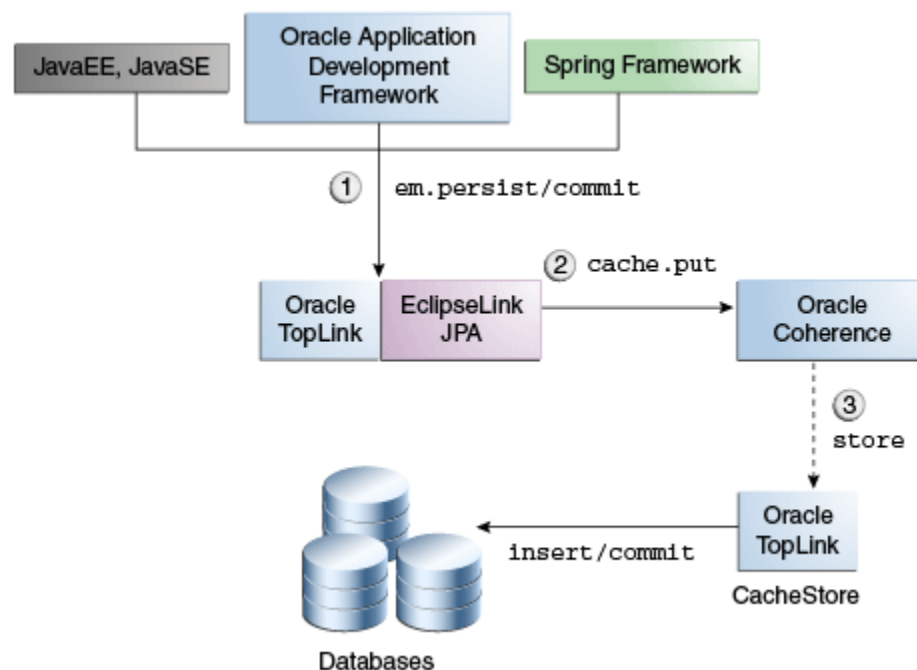 JavaEE, JavaSE
Oracle Application
Development
Framework
Spring Framework
1
em.persist/commit
2
cache.put
Oracle
TopLink
EclipseLink
JPA
Oracle
Coherence
3
store
Oracle
TopLink
insert/commit
CacheStore
Databases